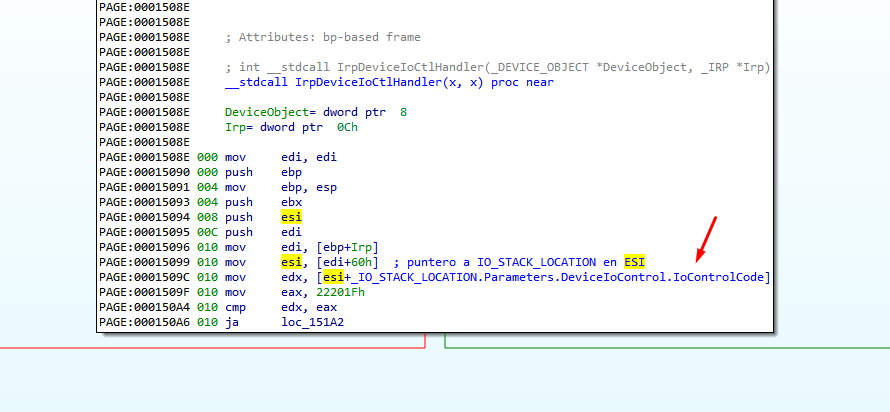 PAGE:0001508E
PAGE:0001508E
PAGE:0001508E
PAGE:0001508E ; Attributes: bp-based frame
PAGE:0001508E
PAGE:0001508E ; int __stdcall IrpDeviceIoCtlHandler(_DEVICE_OBJECT *DeviceObject, _IRP *Irp)
PAGE:0001508E __stdcall IrpDeviceIoCtlHandler(x, x) proc near
PAGE:0001508E
PAGE:0001508E DeviceObject= dword ptr 8
PAGE:0001508E Irp= dword ptr 0Ch
PAGE:0001508E
PAGE:0001508E 000 mov edi, edi
PAGE:00015090 000 push ebp
PAGE:00015091 004 mov ebp, esp
PAGE:00015093 004 push ebx
PAGE:00015094 008 push esi
PAGE:00015095 00C push edi
PAGE:00015096 010 mov edi, [ebp+Irp]
PAGE:00015099 010 mov esi, [edi+60h] ; puntero a IO_STACK_LOCATION en ESI
PAGE:0001509C 010 mov edx, [esi+_IO_STACK_LOCATION.Parameters.DeviceIoControl.IoControlCode]
PAGE:0001509F 010 mov eax, 22201Fh
PAGE:000150A4 010 cmp edx, eax
PAGE:000150A6 010 ja loc_151A2